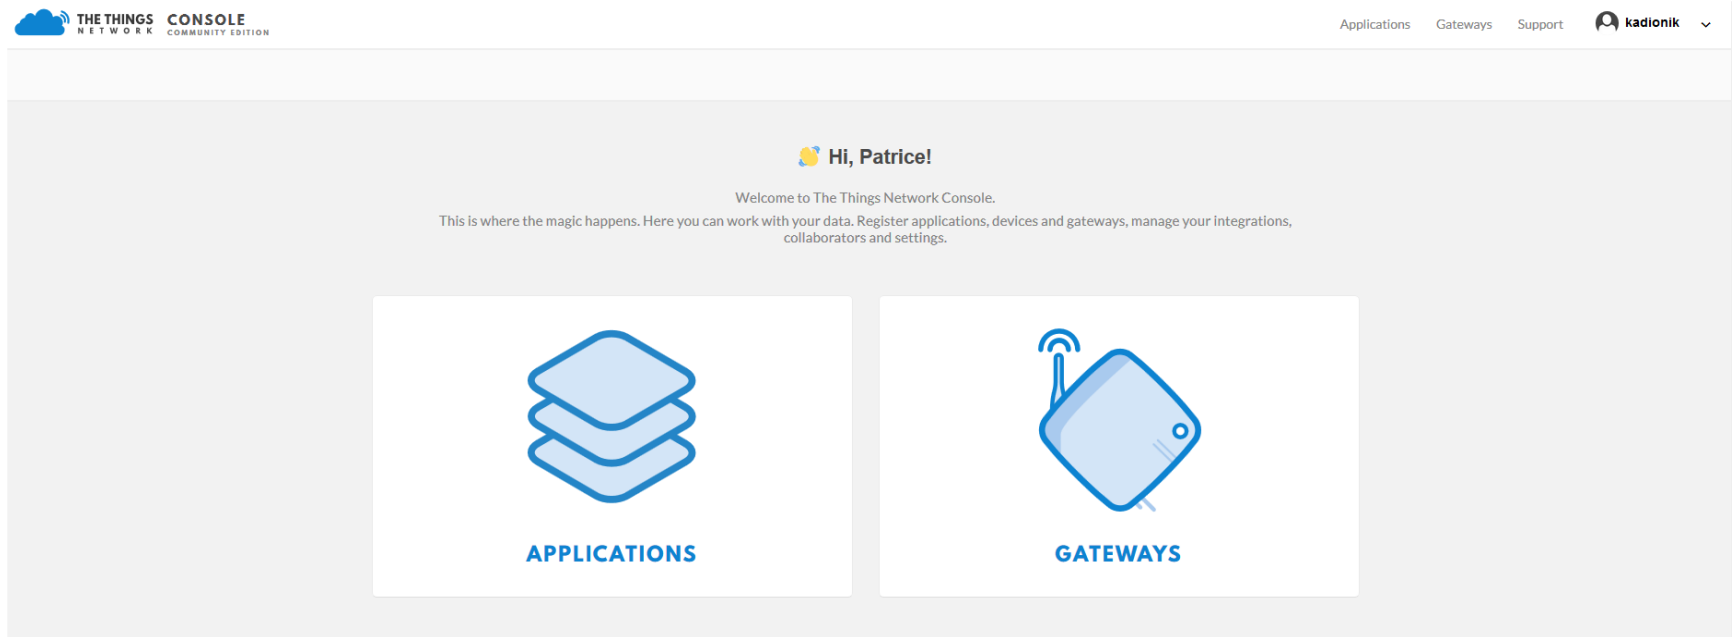 THE THINGS
NETWORK
CONSOLE
COMMUNITY EDITION
Applications
Gateways
Support
kadionik
Hi, Patrice!
Welcome to The Things Network Console.
This is where the magic happens. Here you can work with your data. Register applications, devices and gateways, manage your integrations,
collaborators and settings.
APPLICATIONS
GATEWAYS